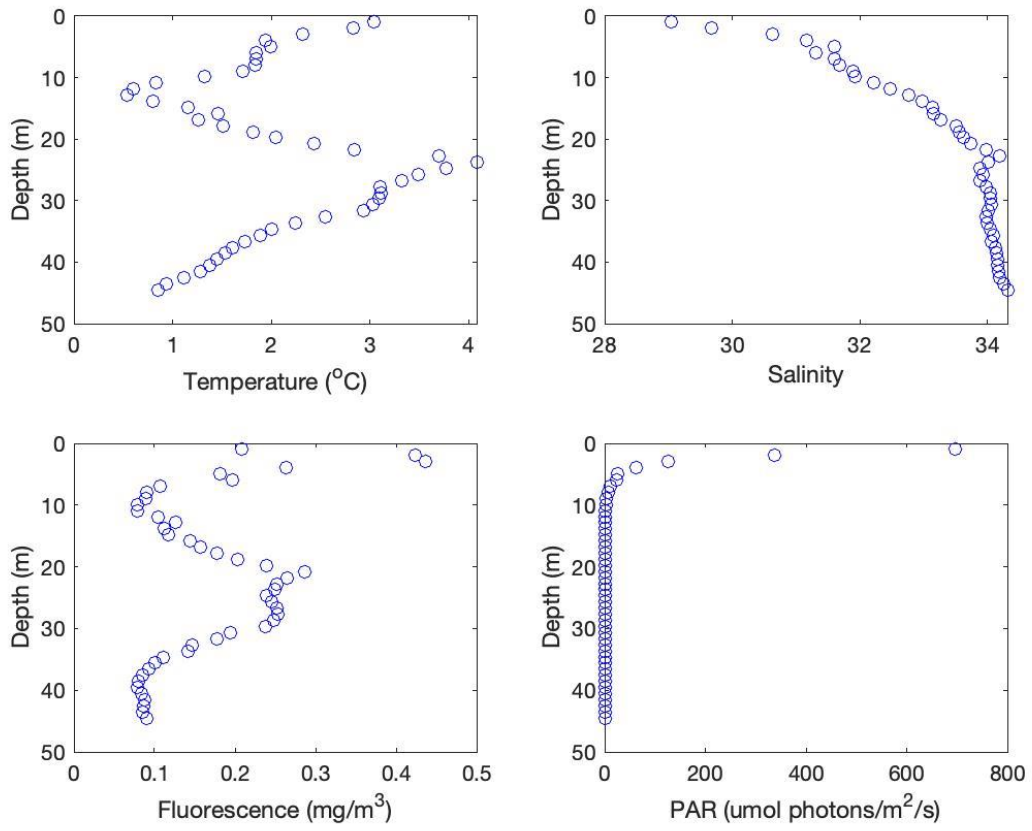 0
10
20
30
40
50
Depth (m)
0 1 2 3 4
Temperature (°C)
0
10
20
30
40
50
Depth (m)
28 30 32 34
Salinity
0
10
20
30
40
50
Depth (m)
0 0.1 0.2 0.3 0.4 0.5
Fluorescence (mg/m³)
0
10
20
30
40
50
Depth (m)
0 200 400 600 800
PAR (umol photons/m²/s)